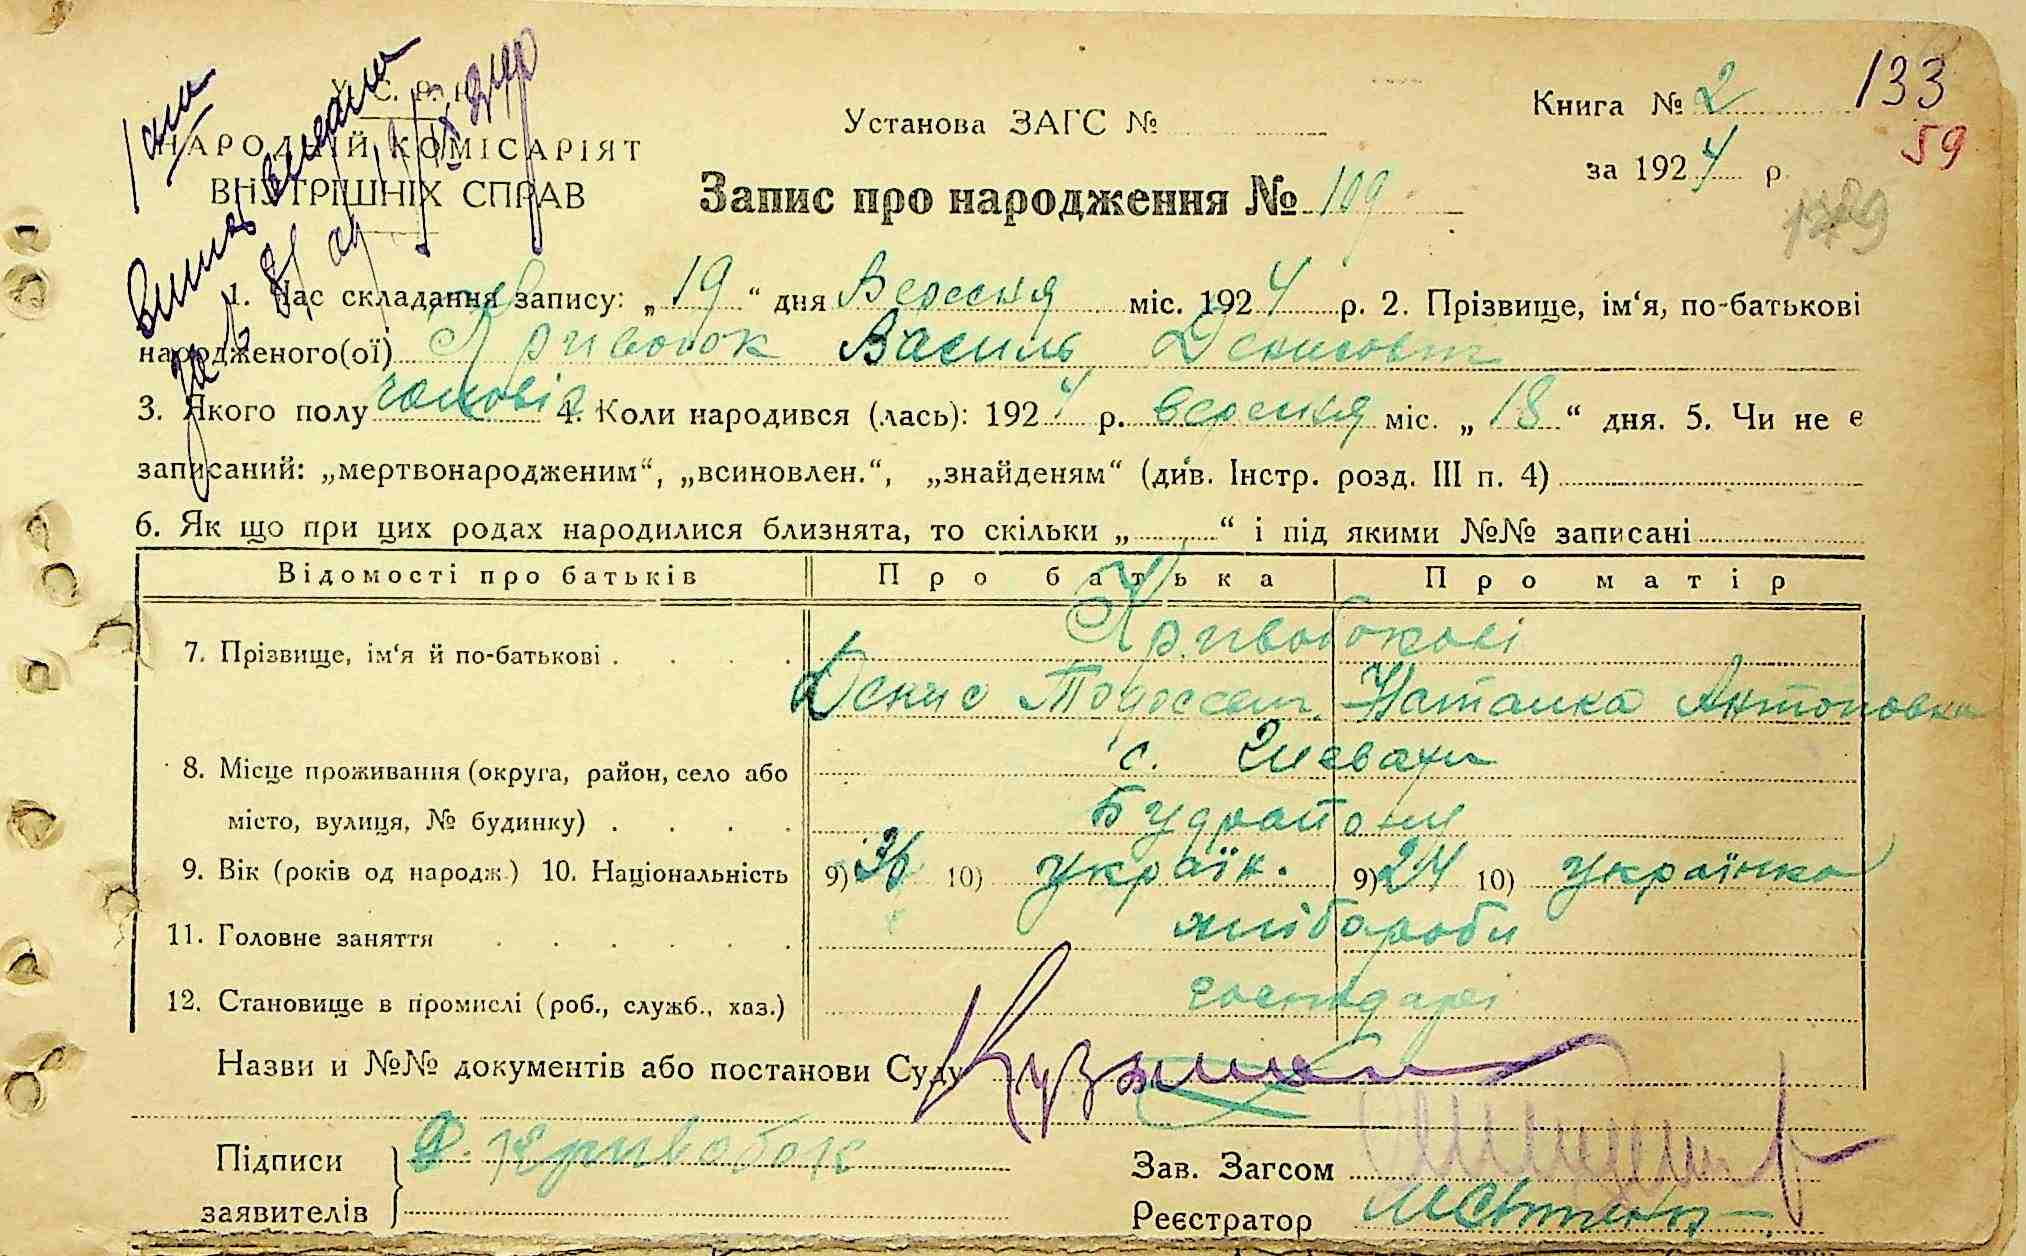 У. С. Р. Р.
НАРОДНІЙ КОМІСАРІЯТ
ВНУТРІШНІХ СПРАВ
Установа ЗАГС №
Книга № 2
133
за 1924 р.
59
Запис про народження № 109
1. Час складання запису: „19“ дня Вересня міс. 1924 р. 2. Прізвище, ім‘я, по-батькові
народженого(ої) Кривобок Василь Денисович
3. Якого полу чоловіч 4. Коли народився (лась): 1924 р. вересня міс. „18“ дня. 5. Чи не є
записаний: „мертвонародженим“, „всиновлен.“, „знайденям“ (див. Інстр. розд. III п. 4)
6. Як що при цих родах народилися близнята, то скільки „ “ і під якими №№ записані
Відомості про батьків Про батька Про матір
7. Прізвище, ім‘я й по-батькові . . . . Кривобокові
Денис Тодосеєвич Наталка Антоновна
8. Місце проживання (округа, район, село або с. Глеваха
місто, вулиця, № будинку) . . . . Будрайону
9. Вік (років од народж.) 10. Національність 9) 10) україн. 9) 24 10) українка
11. Головне заняття . . . . . . хлібороби
12. Становище в промислі (роб., служб., хаз.) господарі
Назви и №№ документів або постанови Суду
Підписи Д. Кривобок
заявителів
Зав. Загсом
Реєстратор